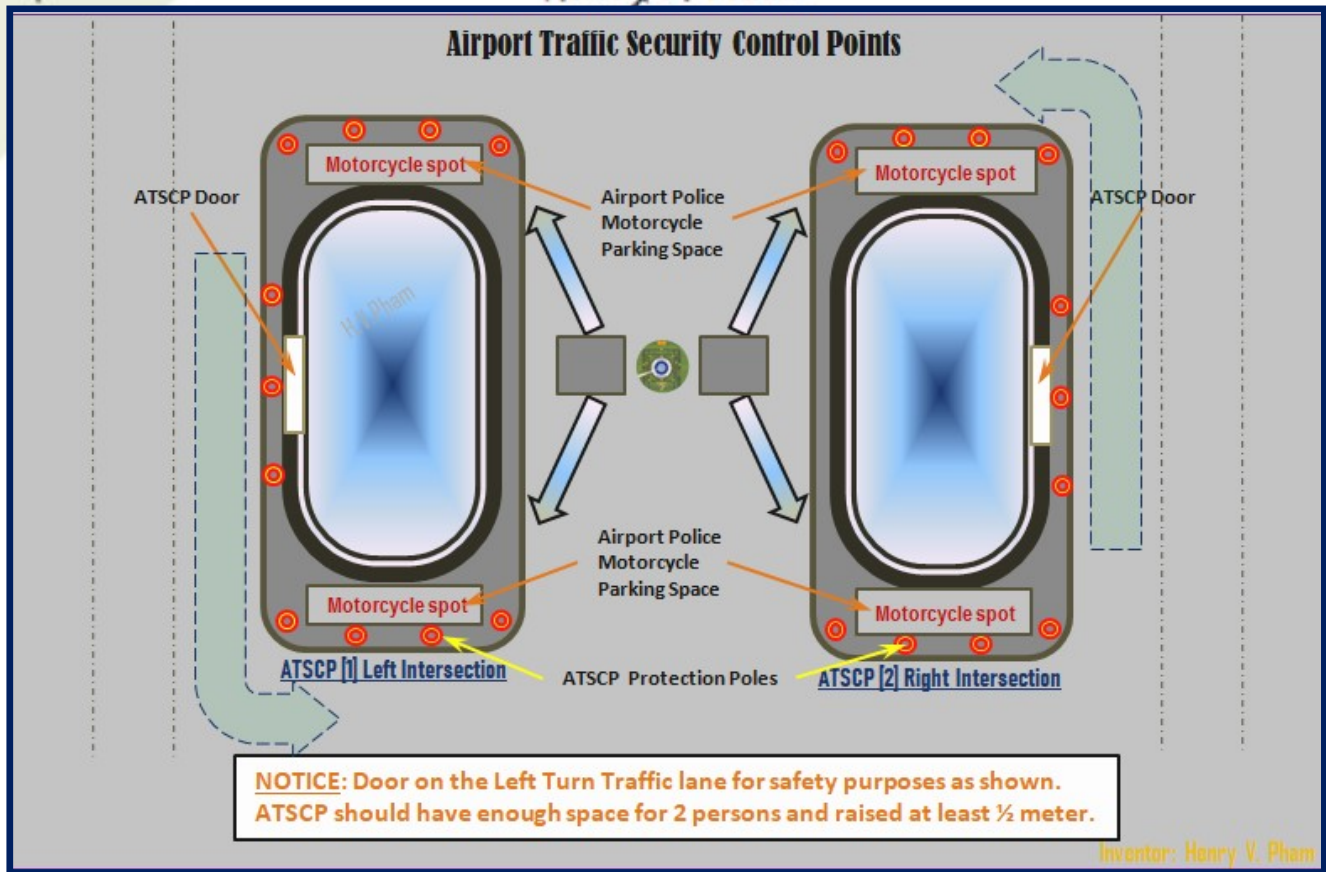 Airport Traffic Security Control Points
Motorcycle spot
Motorcycle spot
ATSCP Door
Airport Police
Motorcycle
Parking Space
ATSCP Door
H.V.Pham
Airport Police
Motorcycle
Parking Space
Motorcycle spot
Motorcycle spot
ATSCP [1] Left Intersection
ATSCP Protection Poles
ATSCP [2] Right Intersection
NOTICE: Door on the Left Turn Traffic lane for safety purposes as shown.
ATSCP should have enough space for 2 persons and raised at least ½ meter.
Inventor: Henry V. Pham